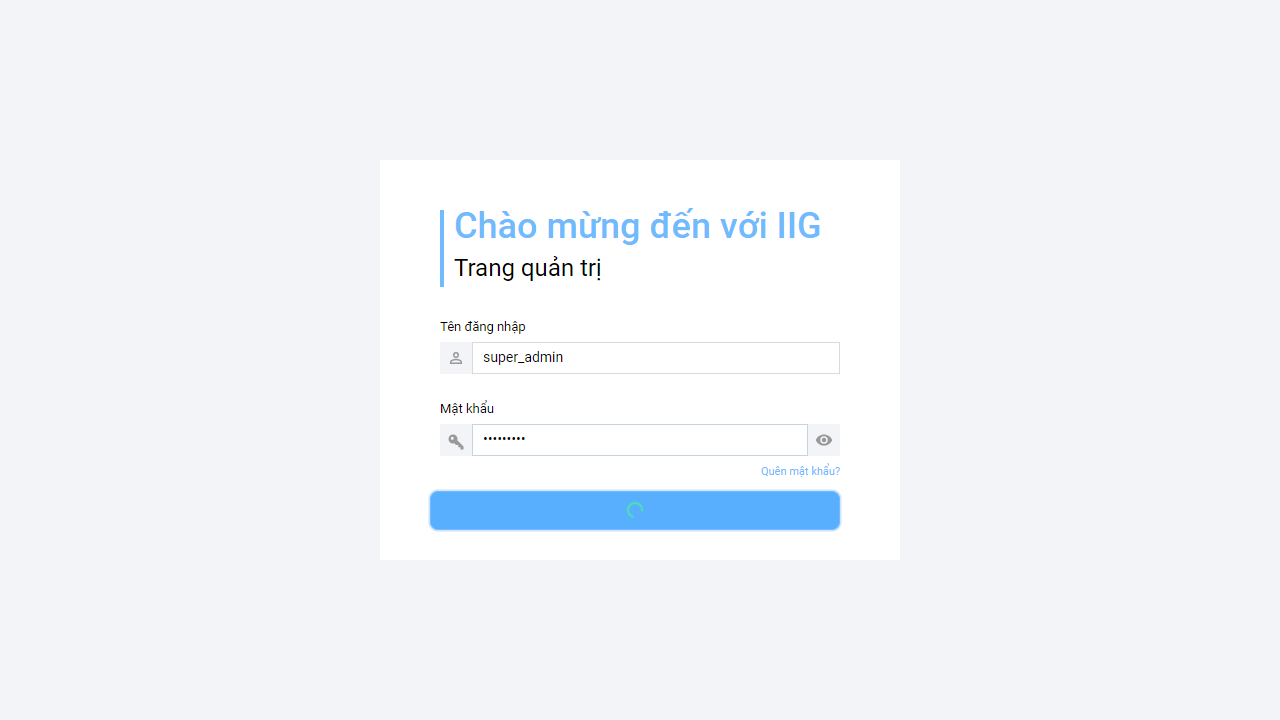 Chào mừng đến với IIG
Trang quản trị
Tên đăng nhập
super_admin
Mật khẩu
•••••••••
Quên mật khẩu?